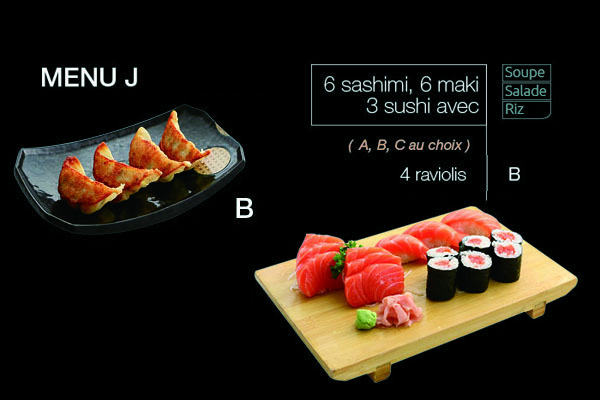 MENU J
6 sashimi, 6 maki
3 sushi avec
Soupe
Salade
Riz
( A, B, C au choix )
4 raviolis B
B